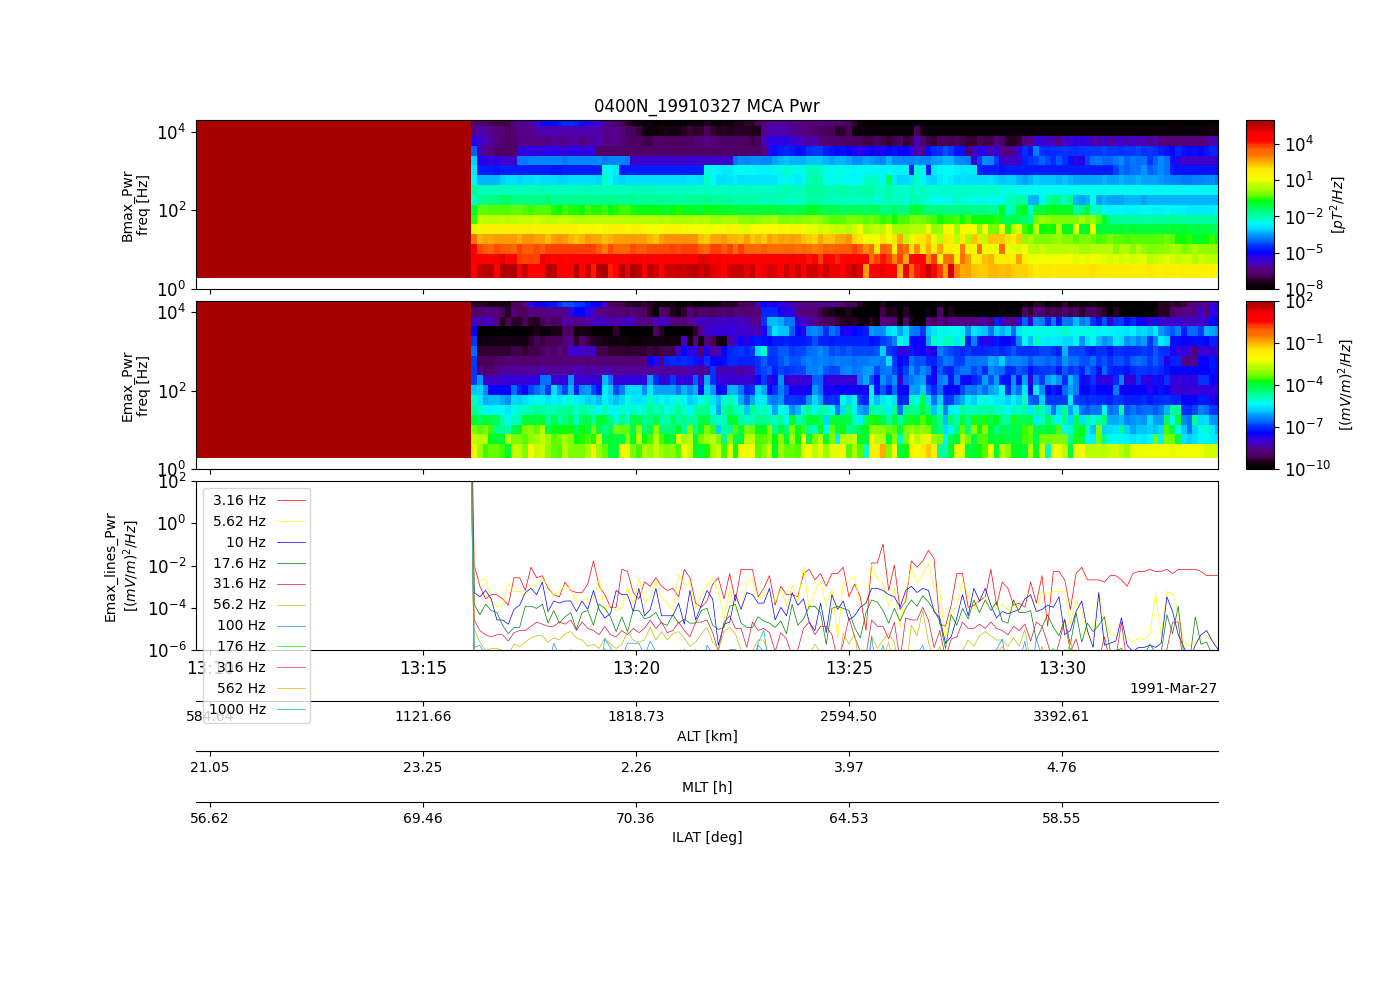 0400N_19910327 MCA Pwr
Bmax_Pwr
freq [Hz]
10^4
10^2
10^0
10^4
10^1
10^-2
10^-5
10^-8
[pT^2/Hz]
Emax_Pwr
freq [Hz]
10^4
10^2
10^0
10^2
10^-1
10^-4
10^-7
10^-10
[(mV/m)^2/Hz]
Emax_lines_Pwr
[(mV/m)^2/Hz]
10^2
10^0
10^-2
10^-4
10^-6
3.16 Hz
5.62 Hz
10 Hz
17.6 Hz
31.6 Hz
56.2 Hz
100 Hz
176 Hz
316 Hz
562 Hz
1000 Hz
13:10 13:15 13:20 13:25 13:30
1991-Mar-27
584.64 1121.66 1818.73 2594.50 3392.61
ALT [km]
21.05 23.25 2.26 3.97 4.76
MLT [h]
56.62 69.46 70.36 64.53 58.55
ILAT [deg]